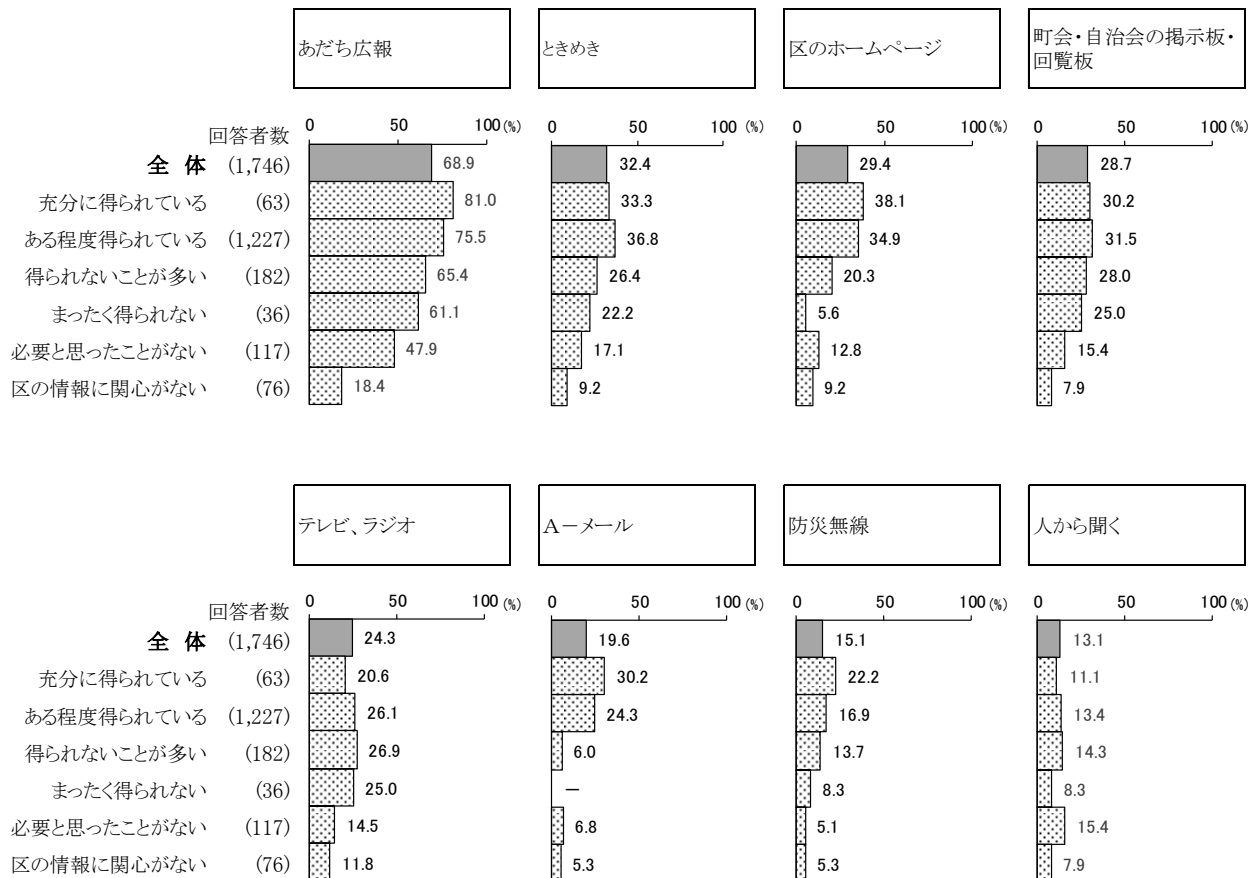 あだち広報 ときめき 区のホームページ 町会・自治会の掲示板・
回覧板
回答者数 0 50 100(%) 0 50 100(%) 0 50 100(%) 0 50 100(%)
全 体 (1,746) 68.9 32.4 29.4 28.7
充分に得られている (63) 81.0 33.3 38.1 30.2
ある程度得られている (1,227) 75.5 36.8 34.9 31.5
得られないことが多い (182) 65.4 26.4 20.3 28.0
まったく得られない (36) 61.1 22.2 5.6 25.0
必要と思ったことがない (117) 47.9 17.1 12.8 15.4
区の情報に関心がない (76) 18.4 9.2 9.2 7.9
テレビ、ラジオ A-メール 防災無線 人から聞く
回答者数 0 50 100(%) 0 50 100(%) 0 50 100(%) 0 50 100(%)
全 体 (1,746) 24.3 19.6 15.1 13.1
充分に得られている (63) 20.6 30.2 22.2 11.1
ある程度得られている (1,227) 26.1 24.3 16.9 13.4
得られないことが多い (182) 26.9 6.0 13.7 14.3
まったく得られない (36) 25.0 - 8.3 8.3
必要と思ったことがない (117) 14.5 6.8 5.1 15.4
区の情報に関心がない (76) 11.8 5.3 5.3 7.9